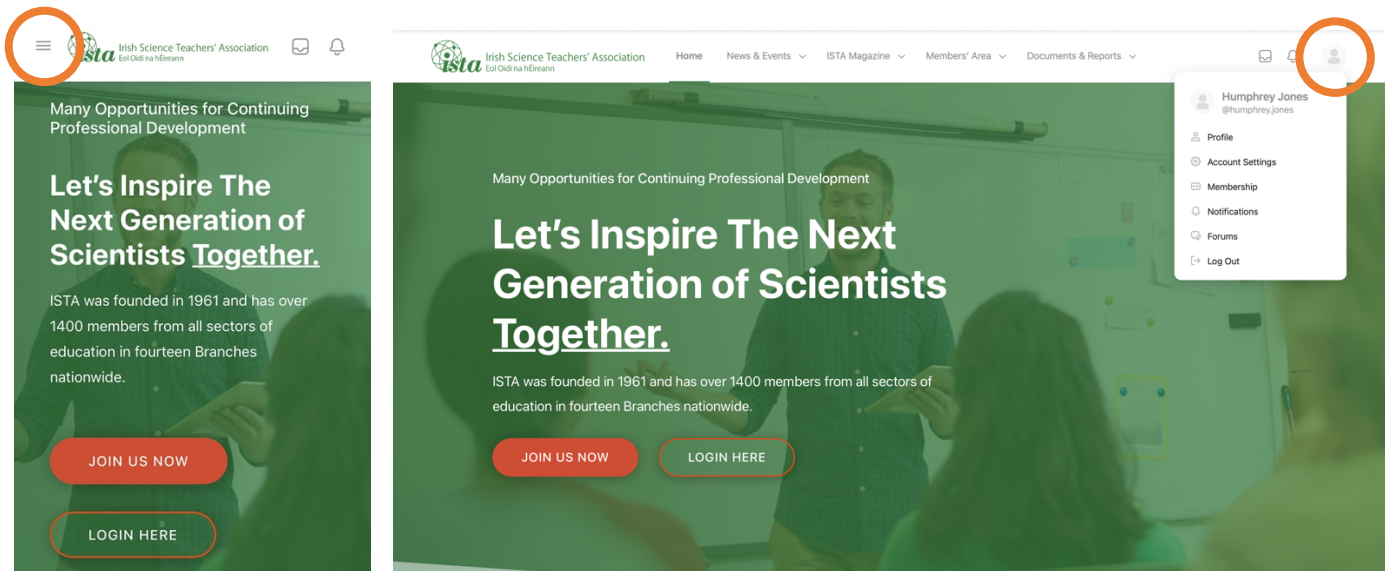 ista Irish Science Teachers' Association
Eol Oidí na hÉireann
Many Opportunities for Continuing
Professional Development
Let's Inspire The
Next Generation of
Scientists Together.
ISTA was founded in 1961 and has over
1400 members from all sectors of
education in fourteen Branches
nationwide.
JOIN US NOW
LOGIN HERE
ista Irish Science Teachers' Association
Eol Oidí na hÉireann
Home News & Events ISTA Magazine Members' Area Documents & Reports
Humphrey Jones
@humphrey.jones
Profile
Account Settings
Membership
Notifications
Forums
Log Out
Many Opportunities for Continuing Professional Development
Let's Inspire The Next
Generation of Scientists
Together.
ISTA was founded in 1961 and has over 1400 members from all sectors of
education in fourteen Branches nationwide.
JOIN US NOW LOGIN HERE